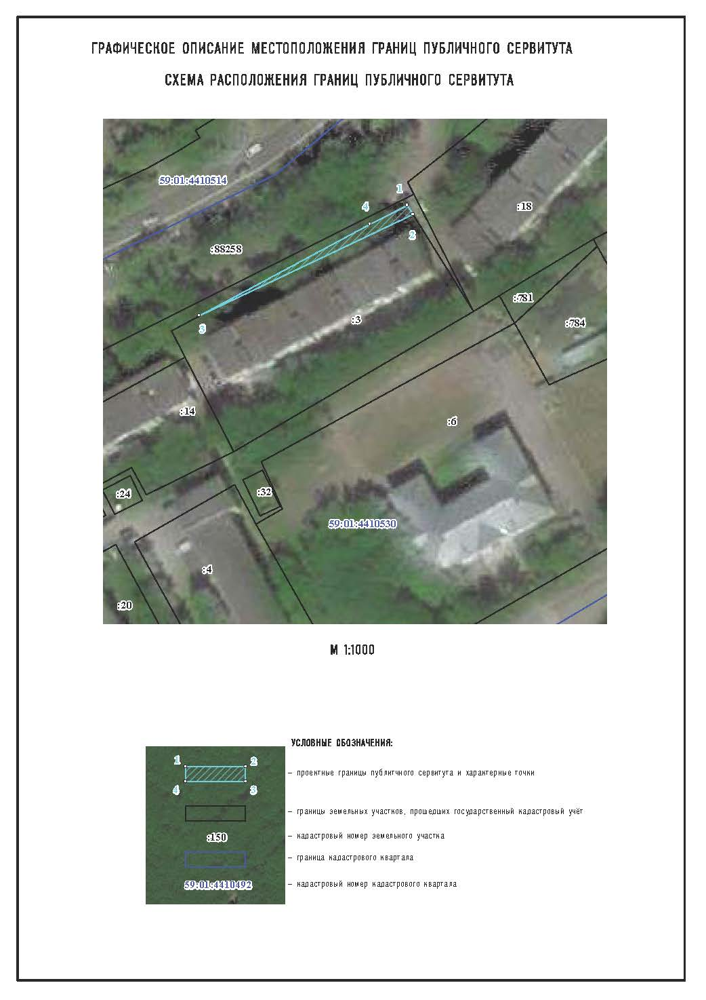 ГРАФИЧЕСКОЕ ОПИСАНИЕ МЕСТОПОЛОЖЕНИЯ ГРАНИЦ ПУБЛИЧНОГО СЕРВИТУТА
СХЕМА РАСПОЛОЖЕНИЯ ГРАНИЦ ПУБЛИЧНОГО СЕРВИТУТА
59:01:4410514
1
4
:18
2
:88258
:781
:3
:784
3
:14
:6
:24
:32
59:01:4410530
:4
:20
М 1:1000
УСЛОВНЫЕ ОБОЗНАЧЕНИЯ:
1
2
4
3
– проектные границы публитчного сервитута и характерные точки
– границы земельных участков, прошедших государственный кадастровый учёт
:150
– кадастровый номер земельного участка
– граница кадастрового квартала
59:01:4410492
– кадастровый номер кадастрового квартала